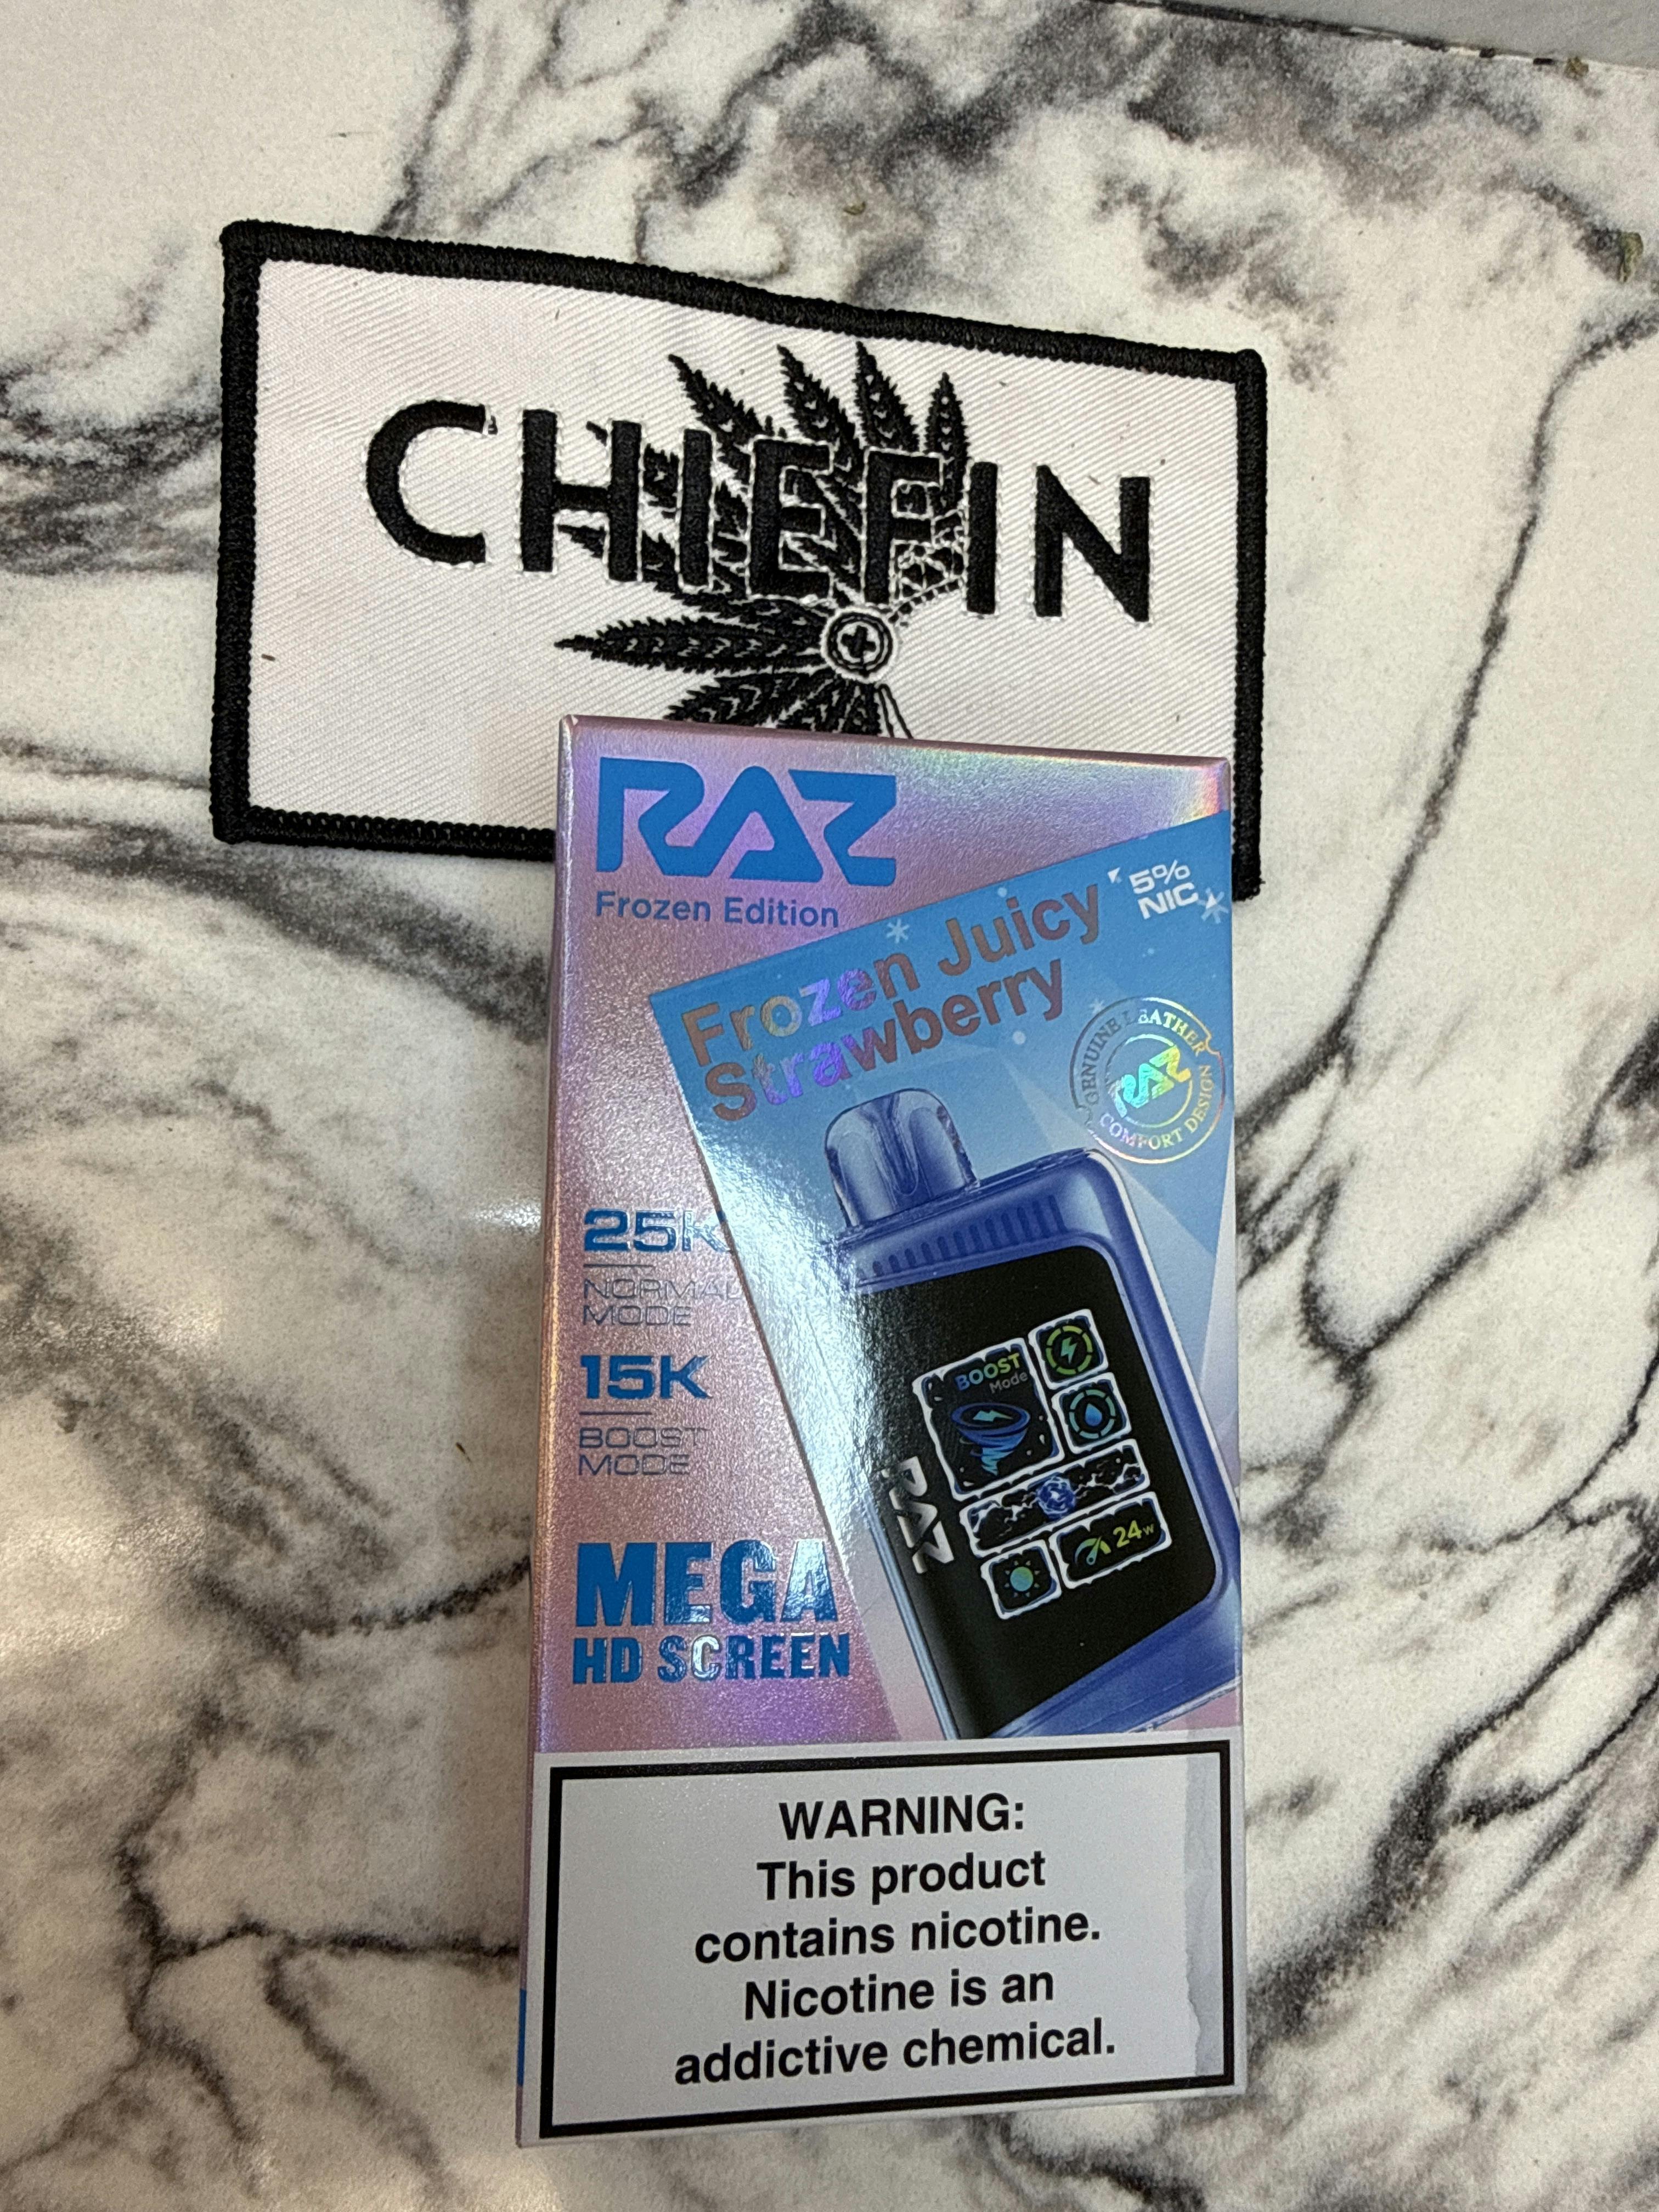 CHIEFIN
RAZ
Frozen Edition
5%
NIC
Frozen Juicy
Strawberry
GENUINE LEATHER
RAZ
COMFORT DESIGN
25K
NORMAL
MODE
15K
BOOST
MODE
BOOST
Mode
RAZ
24W
MEGA
HD SCREEN
WARNING:
This product
contains nicotine.
Nicotine is an
addictive chemical.